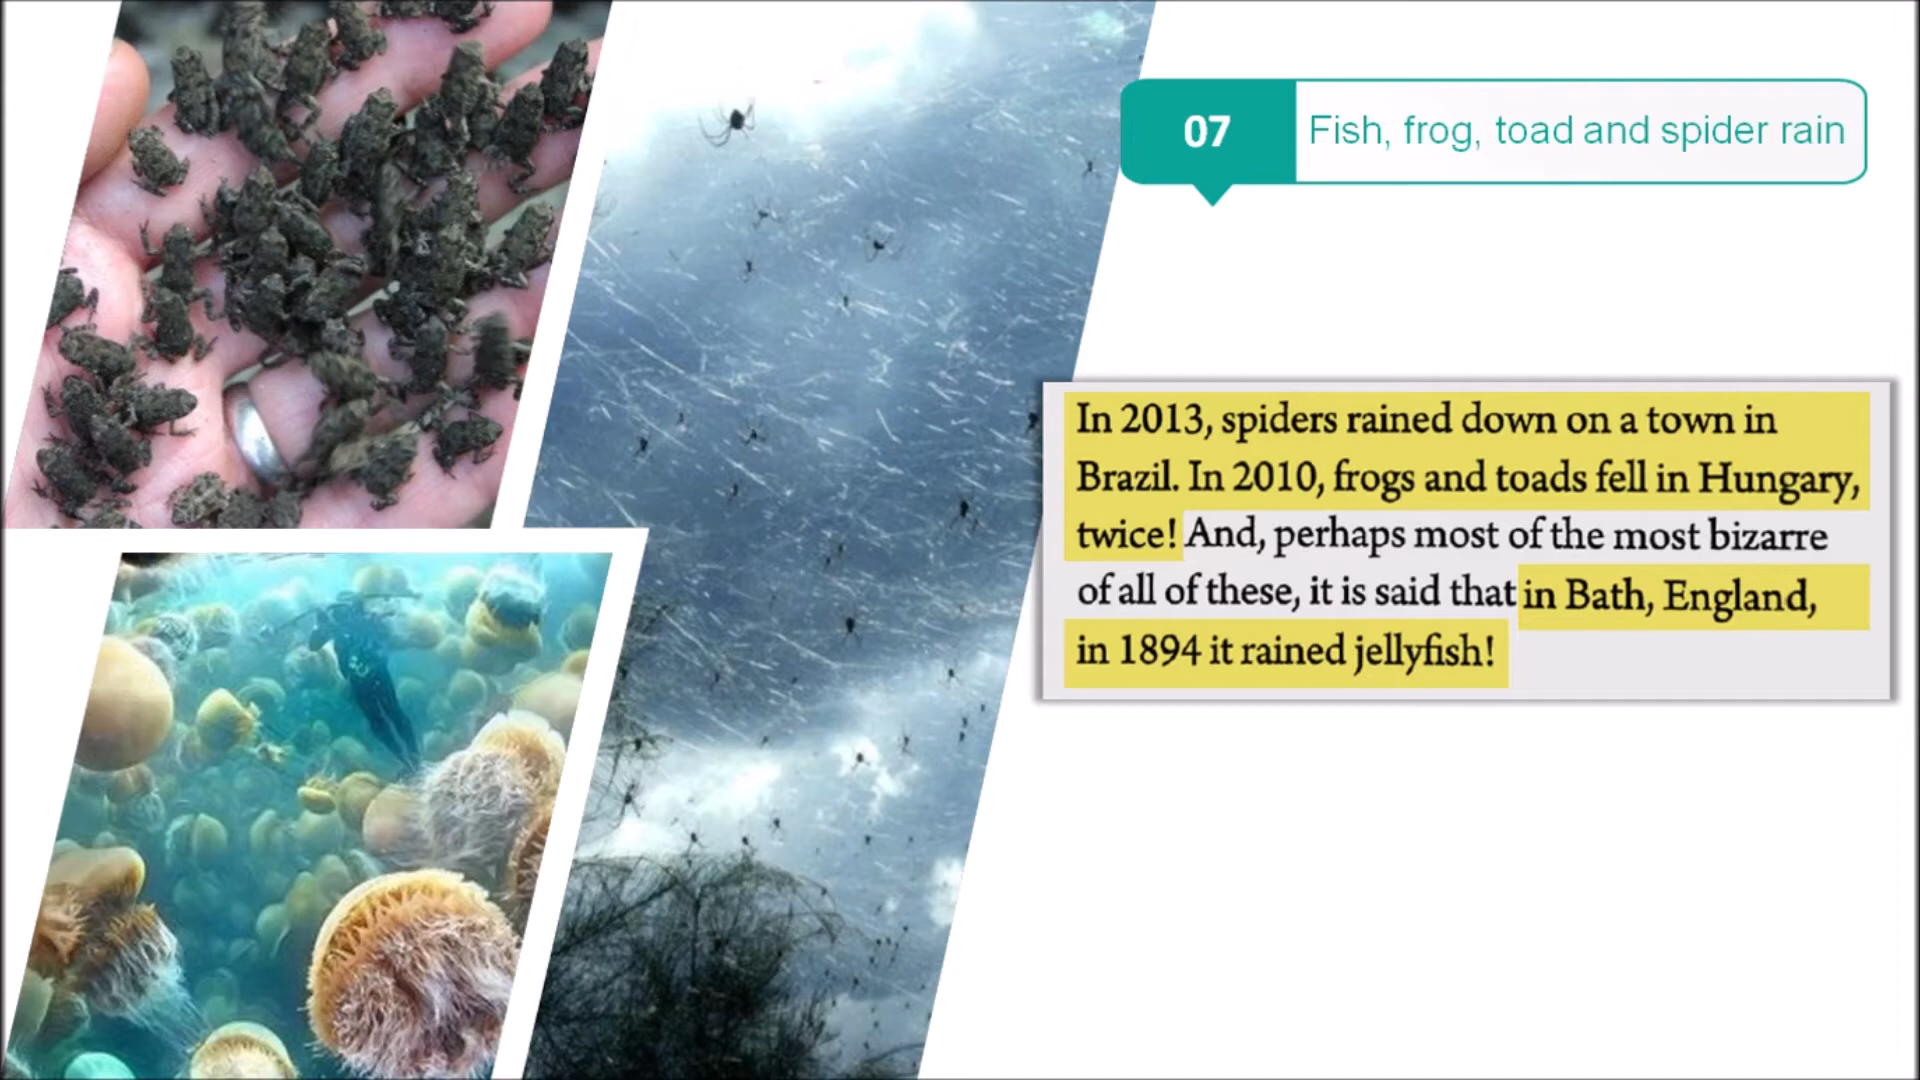 07
Fish, frog, toad and spider rain
In 2013, spiders rained down on a town in
Brazil. In 2010, frogs and toads fell in Hungary,
twice! And, perhaps most of the most bizarre
of all of these, it is said that in Bath, England,
in 1894 it rained jellyfish!